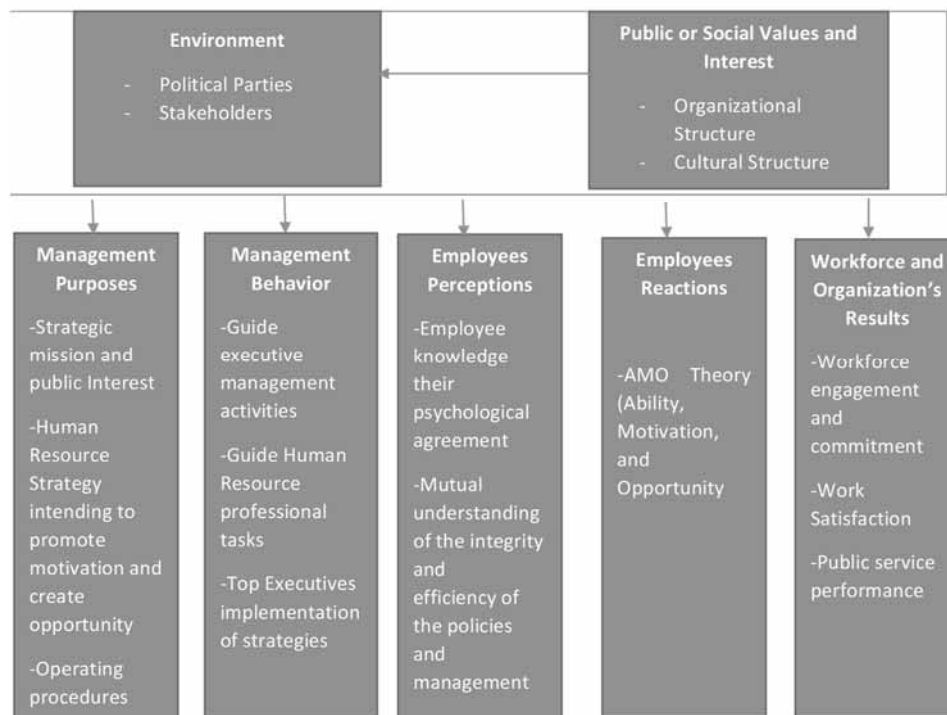 Environment
- Political Parties
- Stakeholders
Public or Social Values and
Interest
- Organizational
Structure
- Cultural Structure
Management
Purposes
-Strategic
mission and
public Interest
-Human
Resource
Strategy
intending to
promote
motivation and
create
opportunity
-Operating
procedures
Management
Behavior
-Guide
executive
management
activities
-Guide Human
Resource
professional
tasks
-Top Executives
implementation
of strategies
Employees
Perceptions
-Employee
knowledge
their
psychological
agreement
-Mutual
understanding
of the integrity
and
efficiency of
the policies
and
management
Employees
Reactions
-AMO Theory
(Ability,
Motivation,
and
Opportunity
Workforce and
Organization’s
Results
-Workforce
engagement
and
commitment
-Work
Satisfaction
-Public service
performance